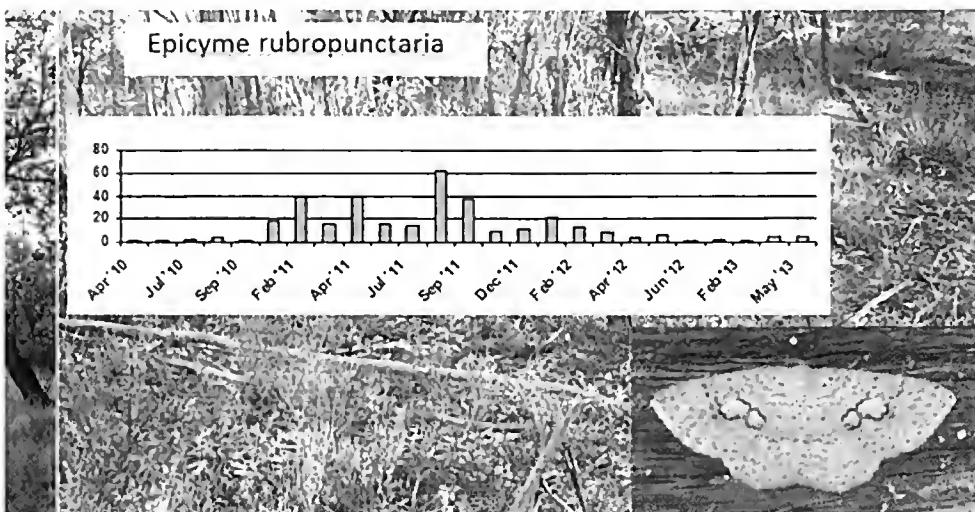 Epicyme rubropunctaria
80
60
40
20
0
Apr '10
Jul '10
Sep '10
Feb '11
Apr '11
Jul '11
Sep '11
Dec '11
Feb '12
Apr '12
Jun '12
Feb '13
May '13